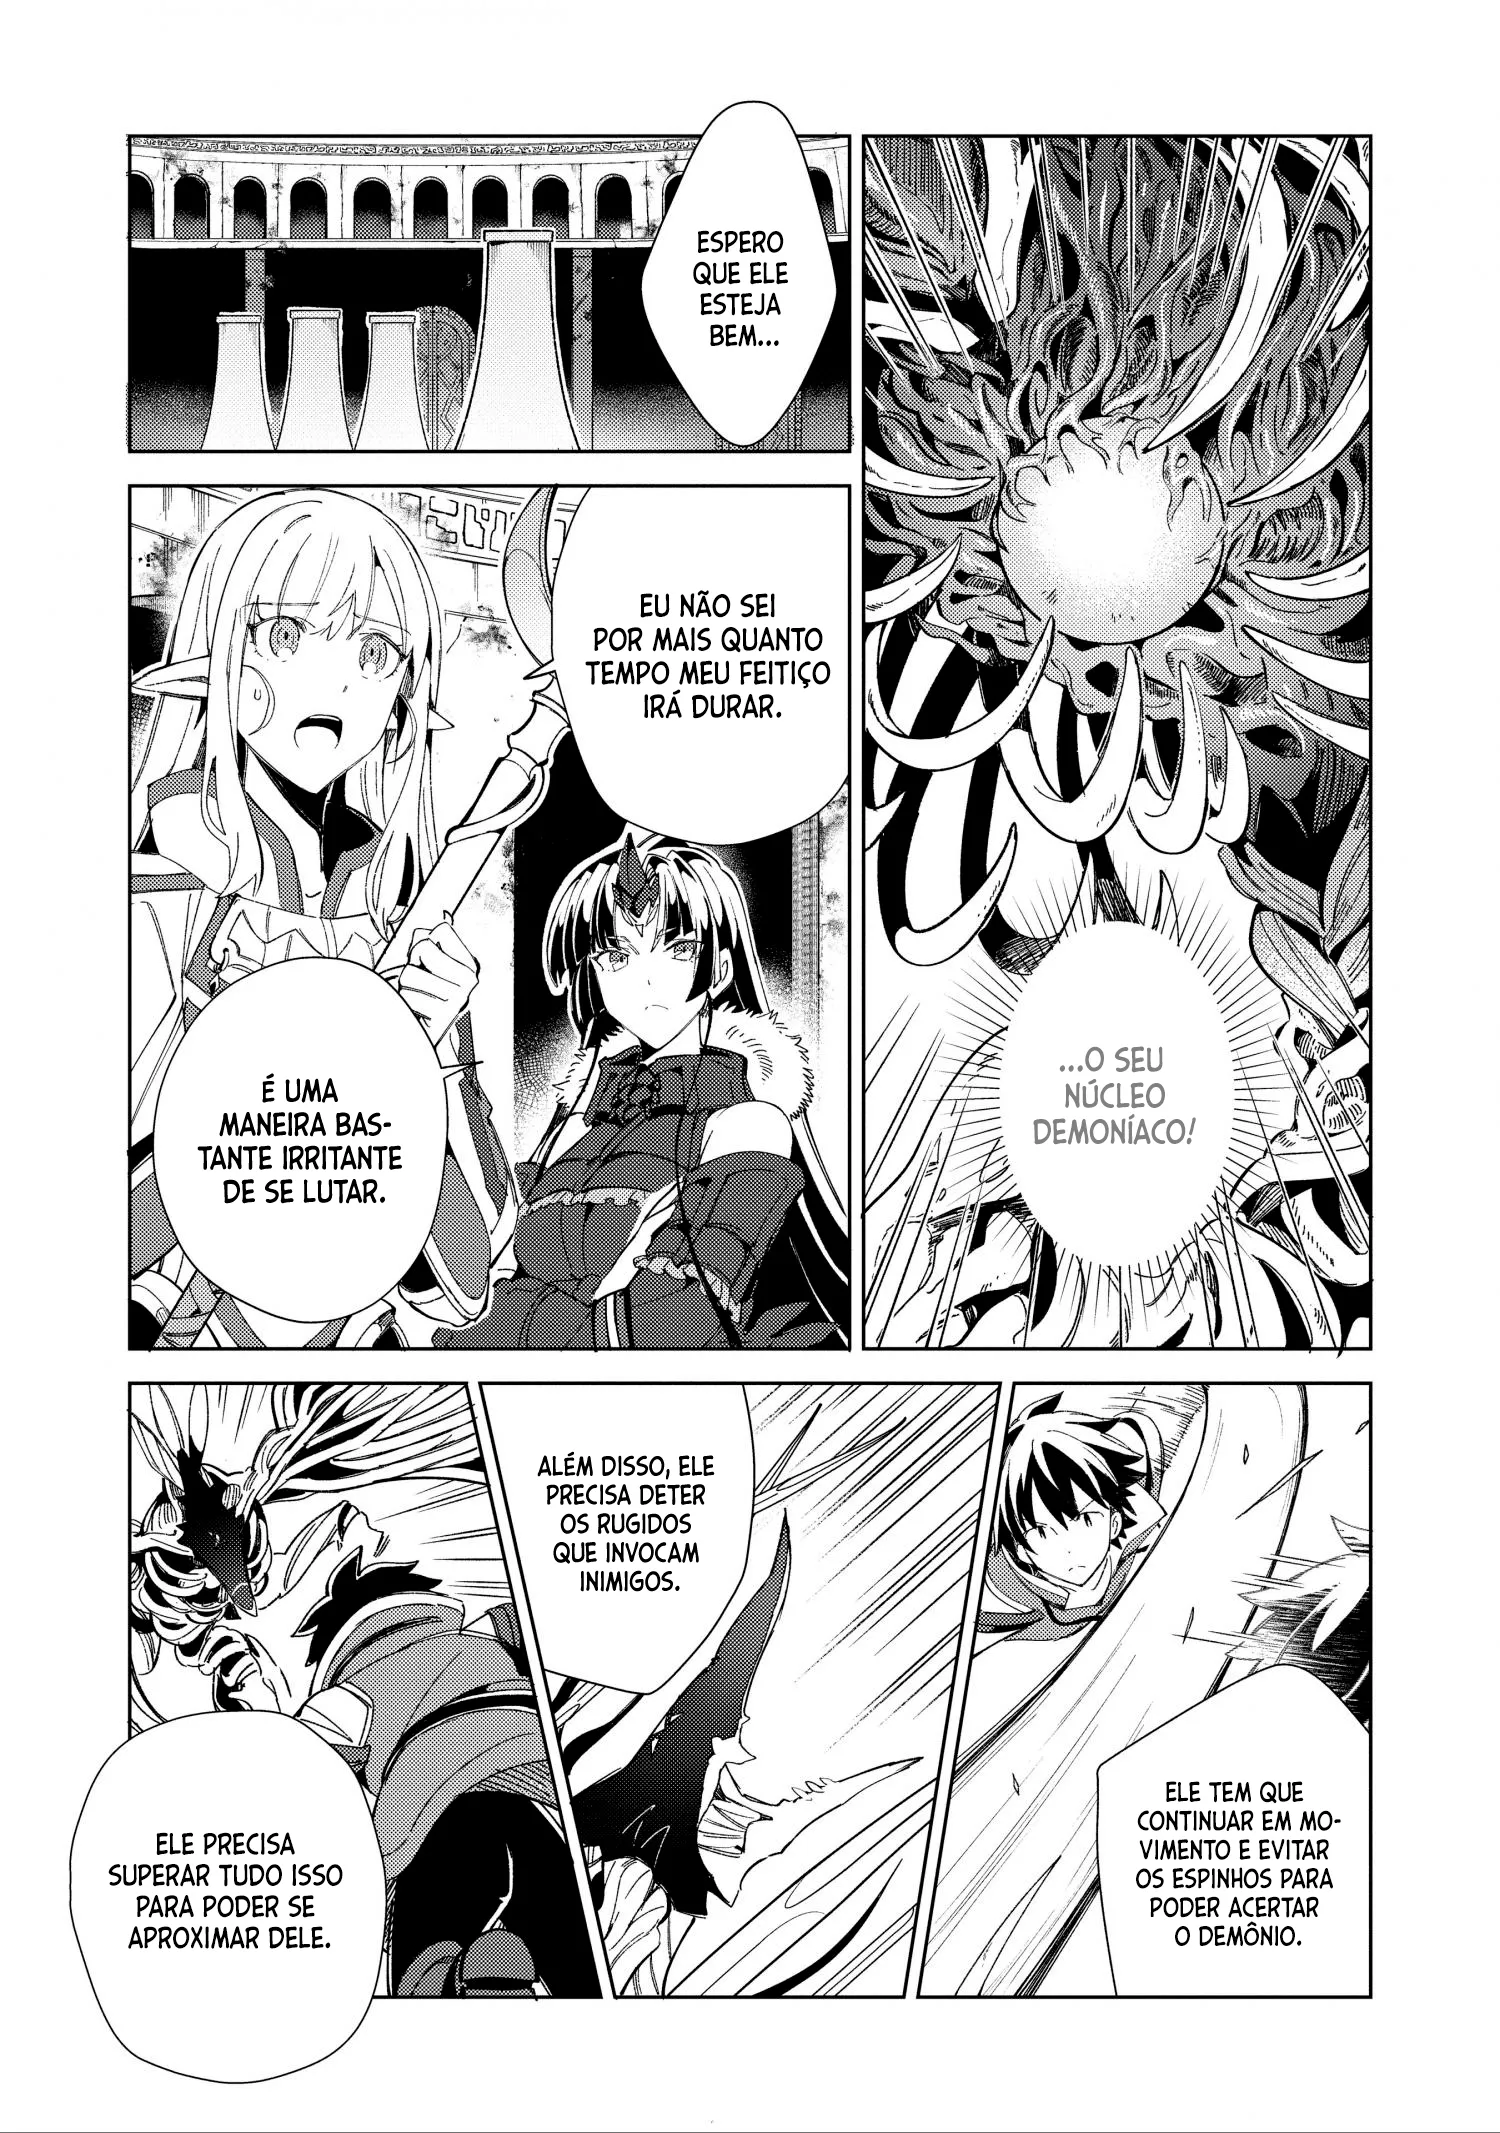 ...O SEU
NÚCLEO
DEMONÍACO!
ESPERO
QUE ELE
ESTEJA
BEM...
EU NÃO SEI
POR MAIS QUANTO
TEMPO MEU FEITIÇO
IRÁ DURAR.
É UMA
MANEIRA BAS-
TANTE IRRITANTE
DE SE LUTAR.
ELE TEM QUE
CONTINUAR EM MO-
VIMENTO E EVITAR
OS ESPINHOS PARA
PODER ACERTAR
O DEMÔNIO.
ALÉM DISSO, ELE
PRECISA DETER
OS RUGIDOS
QUE INVOCAM
INIMIGOS.
ELE PRECISA
SUPERAR TUDO ISSO
PARA PODER SE
APROXIMAR DELE.